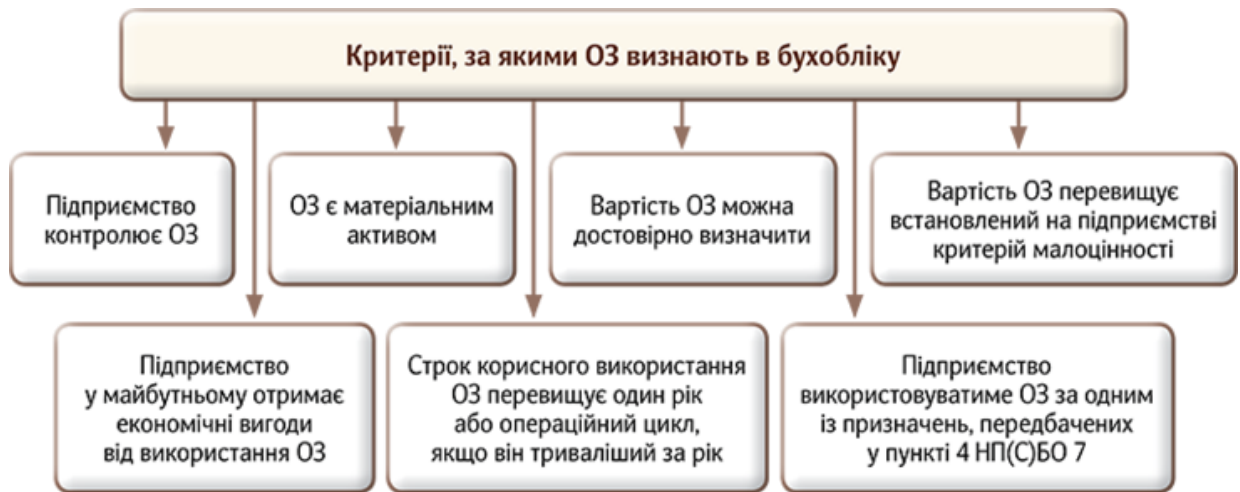 Критерії, за якими ОЗ визнають в бухобліку
Підприємство
контролює ОЗ
ОЗ є матеріальним
активом
Вартість ОЗ можна
достовірно визначити
Вартість ОЗ перевищує
встановлений на підприємстві
критерій малоцінності
Підприємство
у майбутньому отримає
економічні вигоди
від використання ОЗ
Строк корисного використання
ОЗ перевищує один рік
або операційний цикл,
якщо він триваліший за рік
Підприємство
використовуватиме ОЗ за одним
із призначень, передбачених
у пункті 4 НП(С)БО 7